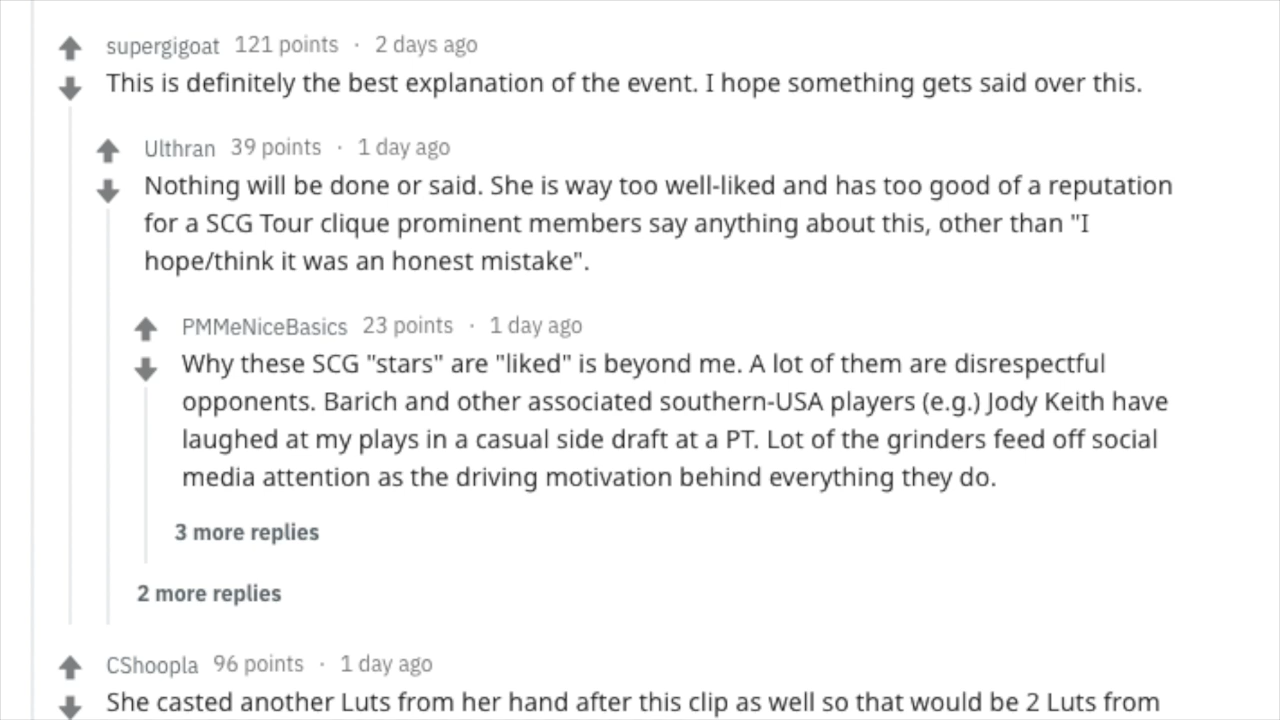 supergigoat 121 points · 2 days ago
This is definitely the best explanation of the event. I hope something gets said over this.
Ulthran 39 points · 1 day ago
Nothing will be done or said. She is way too well-liked and has too good of a reputation
for a SCG Tour clique prominent members say anything about this, other than "I
hope/think it was an honest mistake".
PMMeNiceBasics 23 points · 1 day ago
Why these SCG "stars" are "liked" is beyond me. A lot of them are disrespectful
opponents. Barich and other associated southern-USA players (e.g.) Jody Keith have
laughed at my plays in a casual side draft at a PT. Lot of the grinders feed off social
media attention as the driving motivation behind everything they do.
3 more replies
2 more replies
CShoopla 96 points · 1 day ago
She casted another Luts from her hand after this clip as well so that would be 2 Luts from